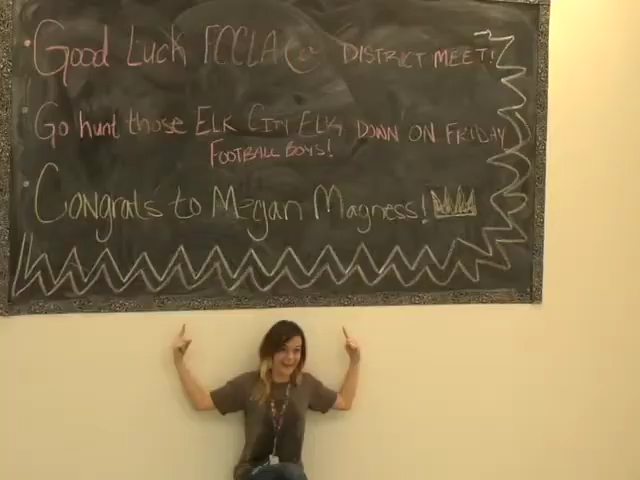 Good Luck FCCLA @ DISTRICT MEET!
Go hunt those ELK CITY ELKS DOWN ON FRIDAY
FOOTBALL BOYS!
Congrats to Megan Magness!